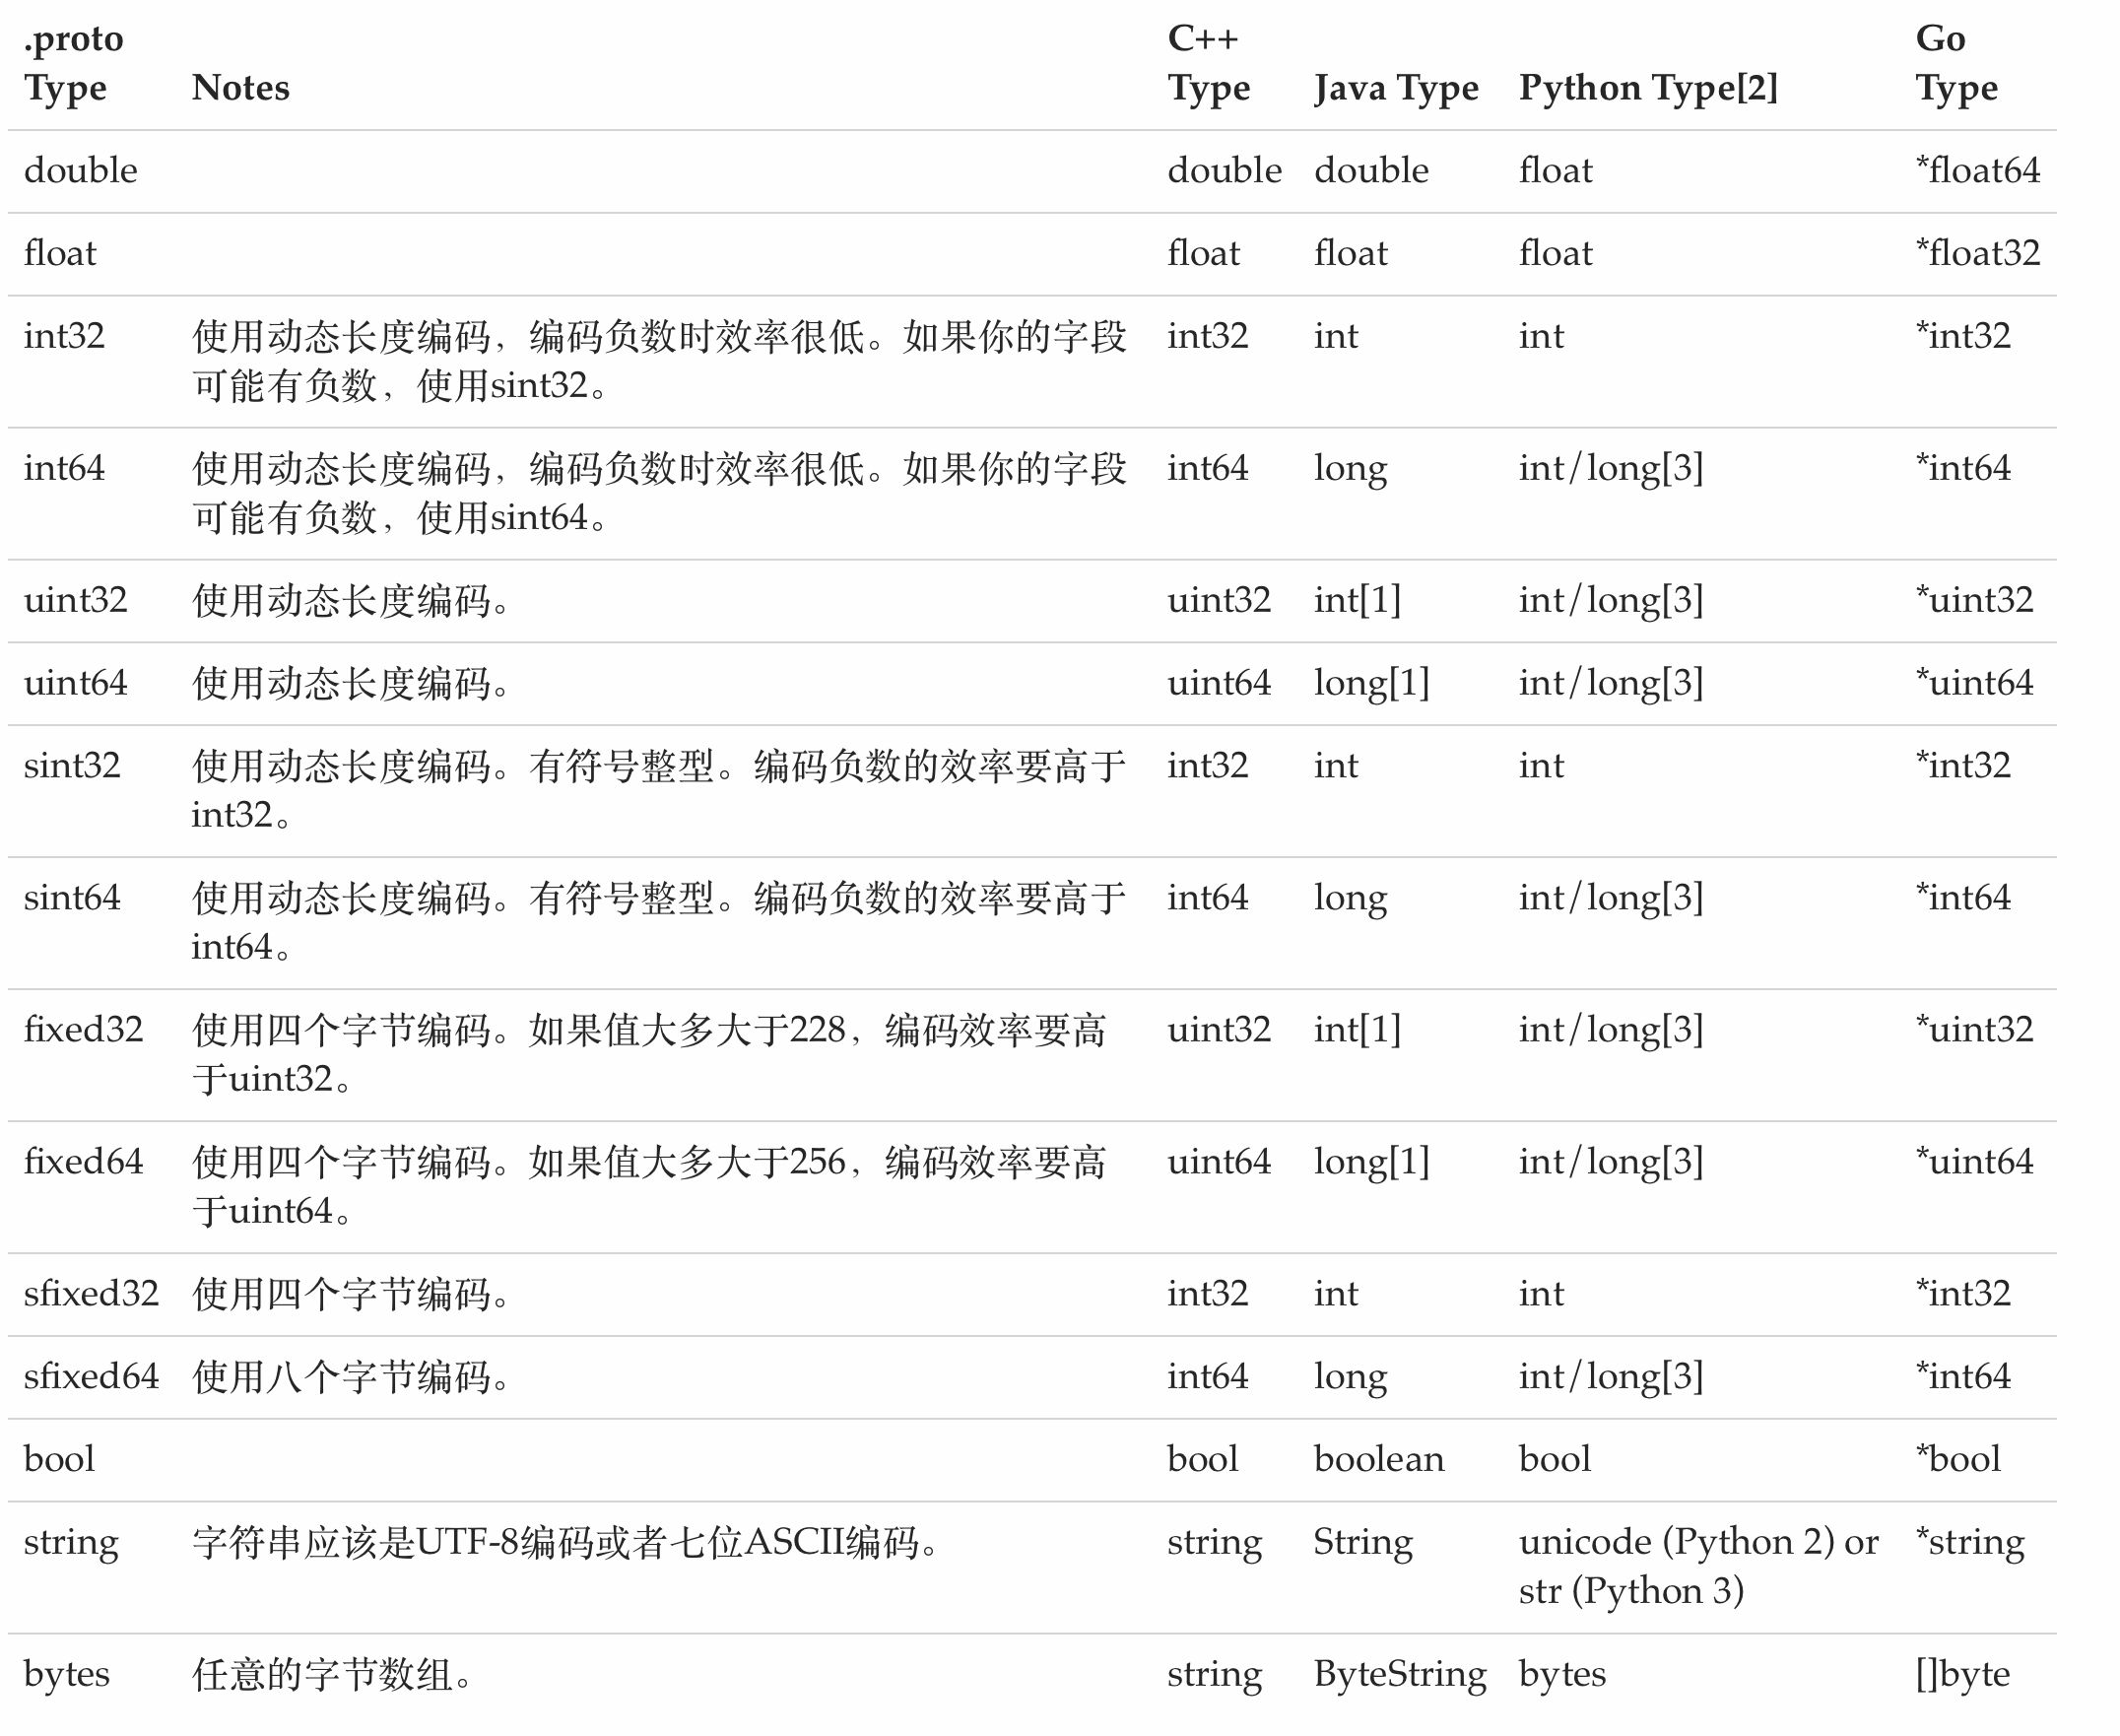 .proto Type Notes C++ Type Java Type Python Type[2] Go Type
double double double float *float64
float float float float *float32
int32 使用动态长度编码，编码负数时效率很低。如果你的字段 int32 int int *int32
可能有负数，使用sint32。
int64 使用动态长度编码，编码负数时效率很低。如果你的字段 int64 long int/long[3] *int64
可能有负数，使用sint64。
uint32 使用动态长度编码。 uint32 int[1] int/long[3] *uint32
uint64 使用动态长度编码。 uint64 long[1] int/long[3] *uint64
sint32 使用动态长度编码。有符号整型。编码负数的效率要高于 int32 int int *int32
int32。
sint64 使用动态长度编码。有符号整型。编码负数的效率要高于 int64 long int/long[3] *int64
int64。
fixed32 使用四个字节编码。如果值大多大于228，编码效率要高 uint32 int[1] int/long[3] *uint32
于uint32。
fixed64 使用四个字节编码。如果值大多大于256，编码效率要高 uint64 long[1] int/long[3] *uint64
于uint64。
sfixed32 使用四个字节编码。 int32 int int *int32
sfixed64 使用八个字节编码。 int64 long int/long[3] *int64
bool bool boolean bool *bool
string 字符串应该是UTF-8编码或者七位ASCII编码。 string String unicode (Python 2) or *string
str (Python 3)
bytes 任意的字节数组。 string ByteString bytes []byte